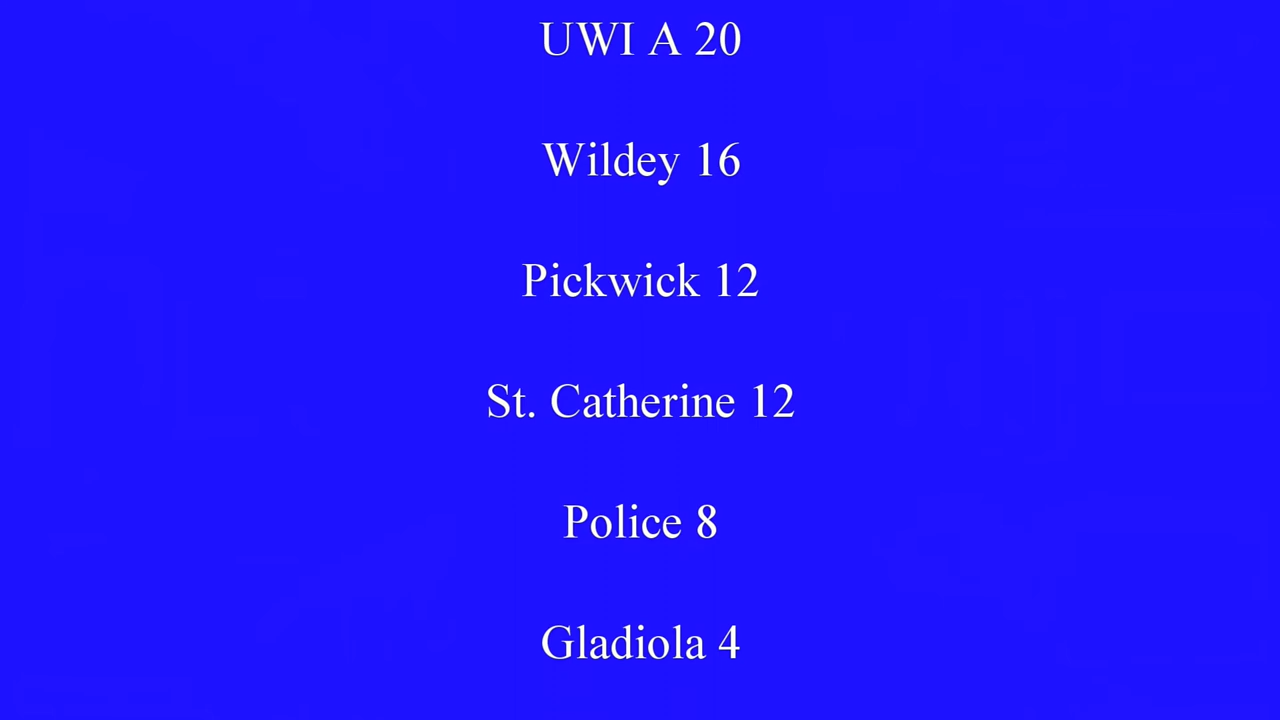 UWI A 20
Wildey 16
Pickwick 12
St. Catherine 12
Police 8
Gladiola 4